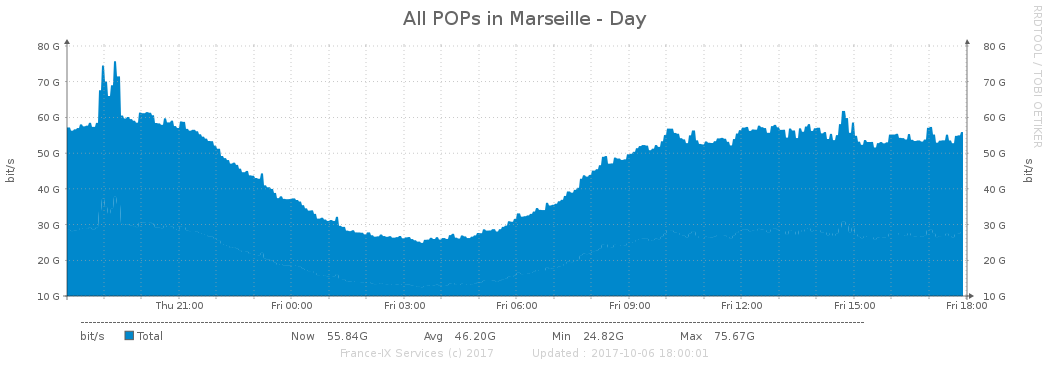 All POPs in Marseille - Day
RRDTOOL / TOBI OETIKER
80 G 80 G
70 G 70 G
60 G 60 G
50 G 50 G
40 G 40 G
30 G 30 G
20 G 20 G
10 G 10 G
bit/s
bit/s
Thu 21:00 Fri 00:00 Fri 03:00 Fri 06:00 Fri 09:00 Fri 12:00 Fri 15:00 Fri 18:00
bit/s Total Now 55.84G Avg 46.20G Min 24.82G Max 75.67G
France-IX Services (c) 2017 Updated : 2017-10-06 18:00:01